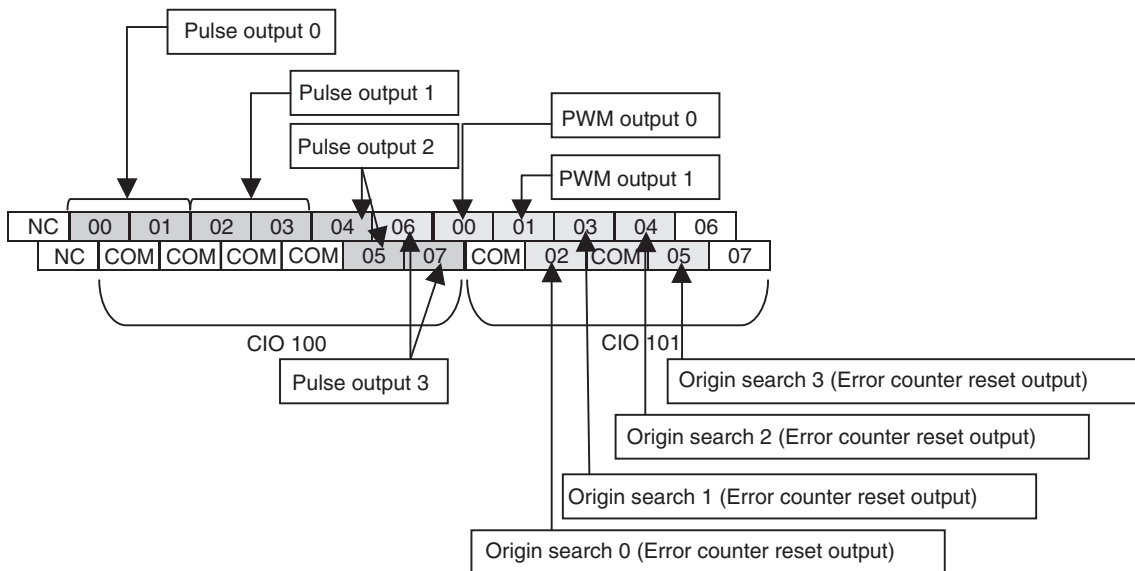 Pulse output 0
Pulse output 1
PWM output 0
Pulse output 2
PWM output 1
NC 00 01 02 03 04 06 00 01 03 04 06
NC COM COM COM COM 05 07 COM 02 COM 05 07
CIO 100 CIO 101
Pulse output 3
Origin search 3 (Error counter reset output)
Origin search 2 (Error counter reset output)
Origin search 1 (Error counter reset output)
Origin search 0 (Error counter reset output)